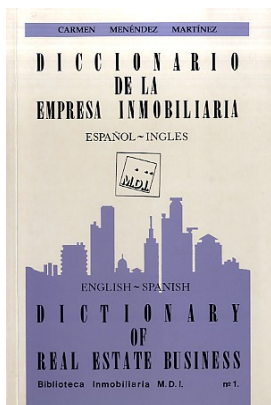 CARMEN MENÉNDEZ MARTÍNEZ
DICCIONARIO
DE LA
EMPRESA INMOBILIARIA
ESPAÑOL ~ INGLES
M.D.I.
ENGLISH ~ SPANISH
DICTIONARY
OF
REAL ESTATE BUSINESS
Biblioteca Inmobiliaria M.D.I. nº 1.